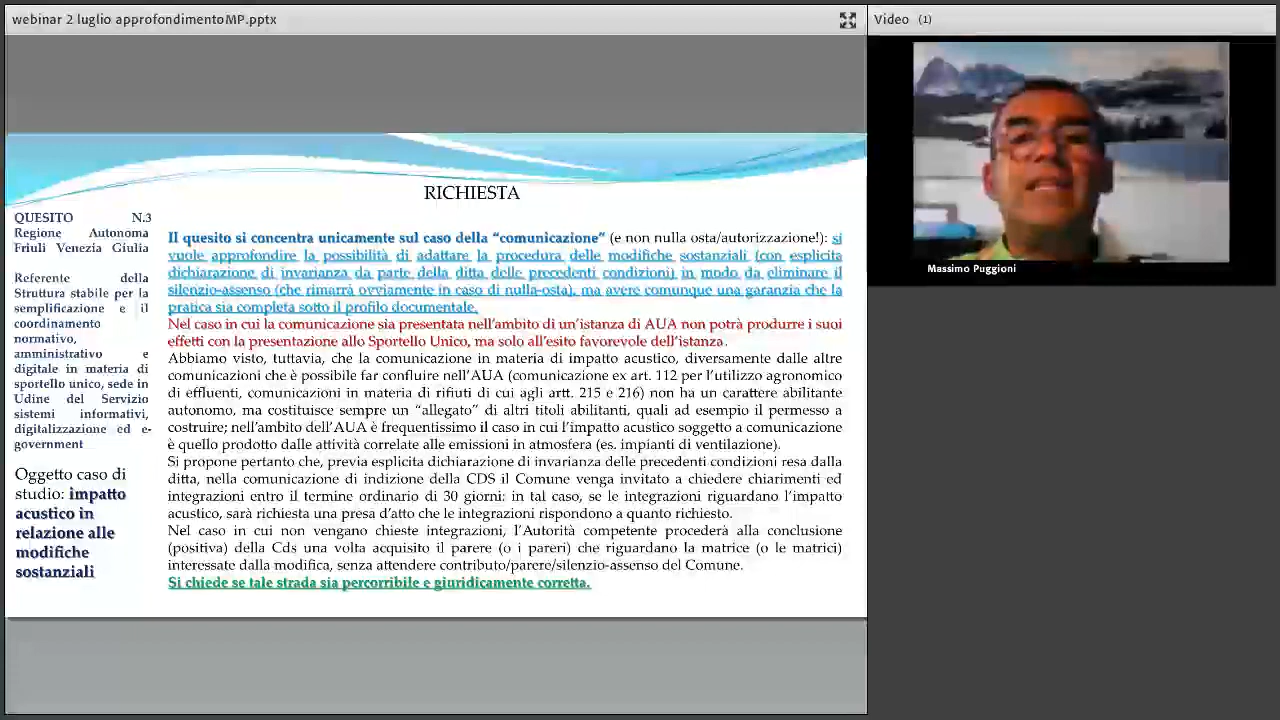 webinar 2 luglio approfondimentoMP.pptx
Video (1)
Massimo Puggioni
RICHIESTA
QUESITO N.3
Regione Autonoma
Friuli Venezia Giulia
Referente della
Struttura stabile per la
semplificazione e il
coordinamento
normativo,
amministrativo e
digitale in materia di
sportello unico, sede in
Udine del Servizio
sistemi informativi,
digitalizzazione ed e-
government
Oggetto caso di
studio: impatto
acustico in
relazione alle
modifiche
sostanziali
Il quesito si concentra unicamente sul caso della “comunicazione” (e non nulla osta/autorizzazione!): si
vuole approfondire la possibilità di adattare la procedura delle modifiche sostanziali (con esplicita
dichiarazione di invarianza da parte della ditta delle precedenti condizioni) in modo da eliminare il
silenzio-assenso (che rimarrà ovviamente in caso di nulla-osta), ma avere comunque una garanzia che la
pratica sia completa sotto il profilo documentale.
Nel caso in cui la comunicazione sia presentata nell’ambito di un’istanza di AUA non potrà produrre i suoi
effetti con la presentazione allo Sportello Unico, ma solo all’esito favorevole dell’istanza.
Abbiamo visto, tuttavia, che la comunicazione in materia di impatto acustico, diversamente dalle altre
comunicazioni che è possibile far confluire nell’AUA (comunicazione ex art. 112 per l’utilizzo agronomico
di effluenti, comunicazioni in materia di rifiuti di cui agli artt. 215 e 216) non ha un carattere abilitante
autonomo, ma costituisce sempre un “allegato” di altri titoli abilitanti, quali ad esempio il permesso a
costruire; nell’ambito dell’AUA è frequentissimo il caso in cui l’impatto acustico soggetto a comunicazione
è quello prodotto dalle attività correlate alle emissioni in atmosfera (es. impianti di ventilazione).
Si propone pertanto che, previa esplicita dichiarazione di invarianza delle precedenti condizioni resa dalla
ditta, nella comunicazione di indizione della CDS il Comune venga invitato a chiedere chiarimenti ed
integrazioni entro il termine ordinario di 30 giorni: in tal caso, se le integrazioni riguardano l’impatto
acustico, sarà richiesta una presa d’atto che le integrazioni rispondono a quanto richiesto.
Nel caso in cui non vengano chieste integrazioni, l’Autorità competente procederà alla conclusione
(positiva) della Cds una volta acquisito il parere (o i pareri) che riguardano la matrice (o le matrici)
interessate dalla modifica, senza attendere contributo/parere/silenzio-assenso del Comune.
Si chiede se tale strada sia percorribile e giuridicamente corretta.